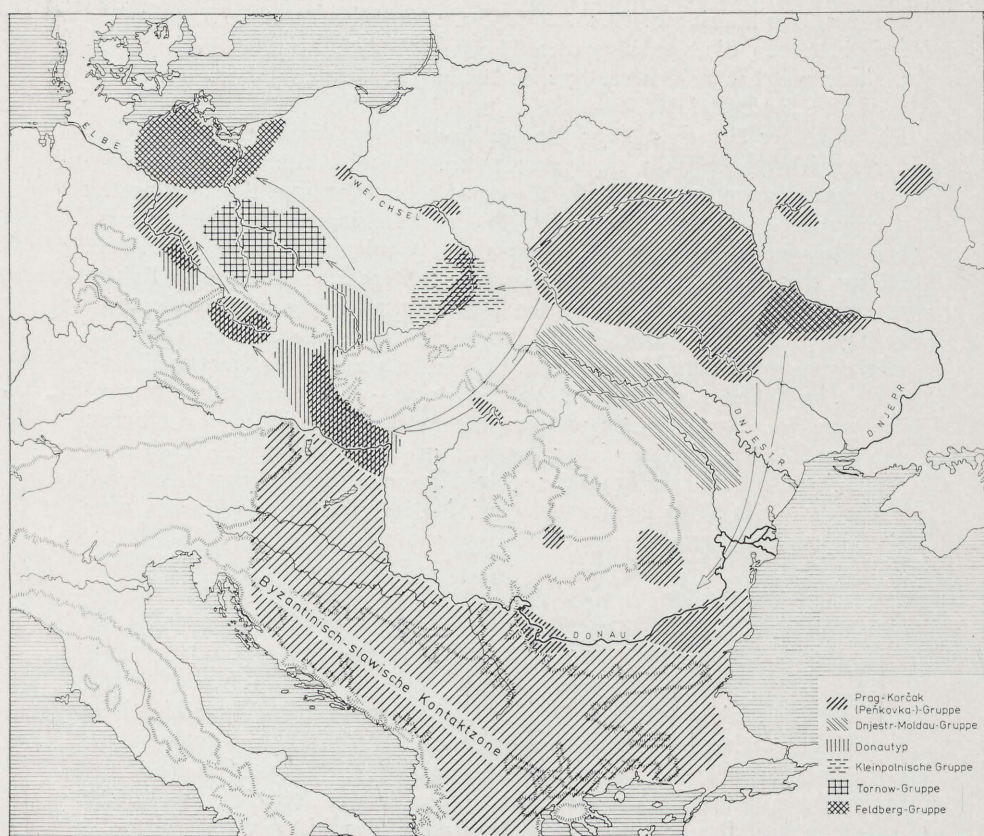 ELBE
WEICHSEL
DNJESTR
DNJEPR
DONAU
Byzantinisch-slawische Kontaktzone
Prag-Korčak
(Peńkovka-)-Gruppe
Dnjestr-Moldau-Gruppe
Donautyp
Kleinpolnische Gruppe
Tornow-Gruppe
Feldberg-Gruppe